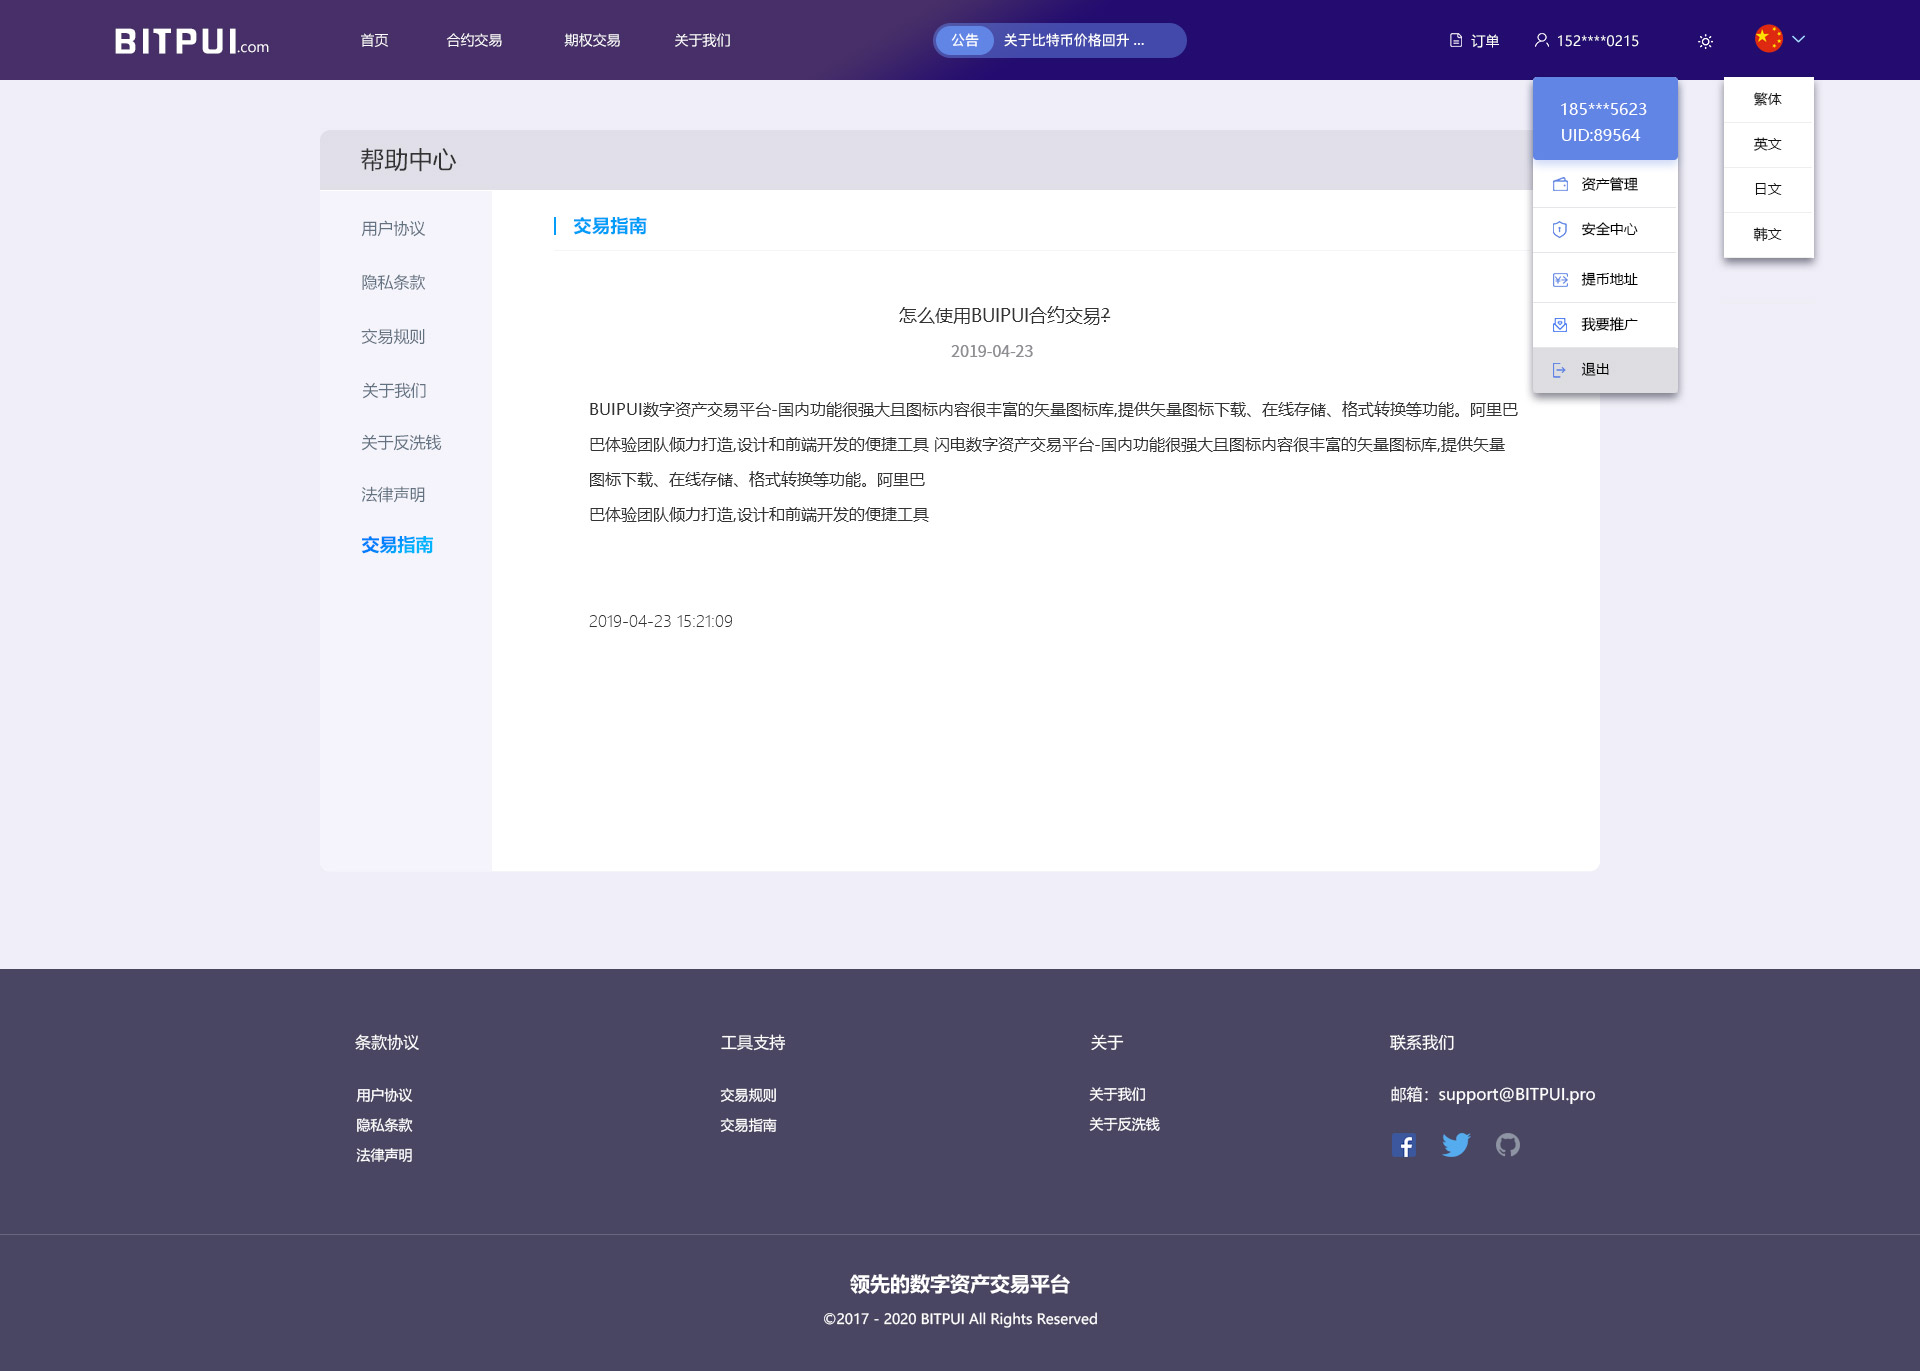 BITPUI.com
首页
合约交易
期权交易
关于我们
公告
关于比特币价格回升 ...
订单
152****0215
185***5623
UID:89564
资产管理
安全中心
提币地址
我要推广
退出
繁体
英文
日文
韩文
帮助中心
用户协议
隐私条款
交易规则
关于我们
关于反洗钱
法律声明
交易指南
交易指南
怎么使用BUIPUI合约交易?
2019-04-23
BUIPUI数字资产交易平台-国内功能很强大且图标内容很丰富的矢量图标库,提供矢量图标下载、在线存储、格式转换等功能。阿里巴
巴体验团队倾力打造,设计和前端开发的便捷工具 闪电数字资产交易平台-国内功能很强大且图标内容很丰富的矢量图标库,提供矢量
图标下载、在线存储、格式转换等功能。阿里巴
巴体验团队倾力打造,设计和前端开发的便捷工具
2019-04-23 15:21:09
条款协议
用户协议
隐私条款
法律声明
工具支持
交易规则
交易指南
关于
关于我们
关于反洗钱
联系我们
邮箱：support@BITPUI.pro
领先的数字资产交易平台
©2017 - 2020 BITPUI All Rights Reserved